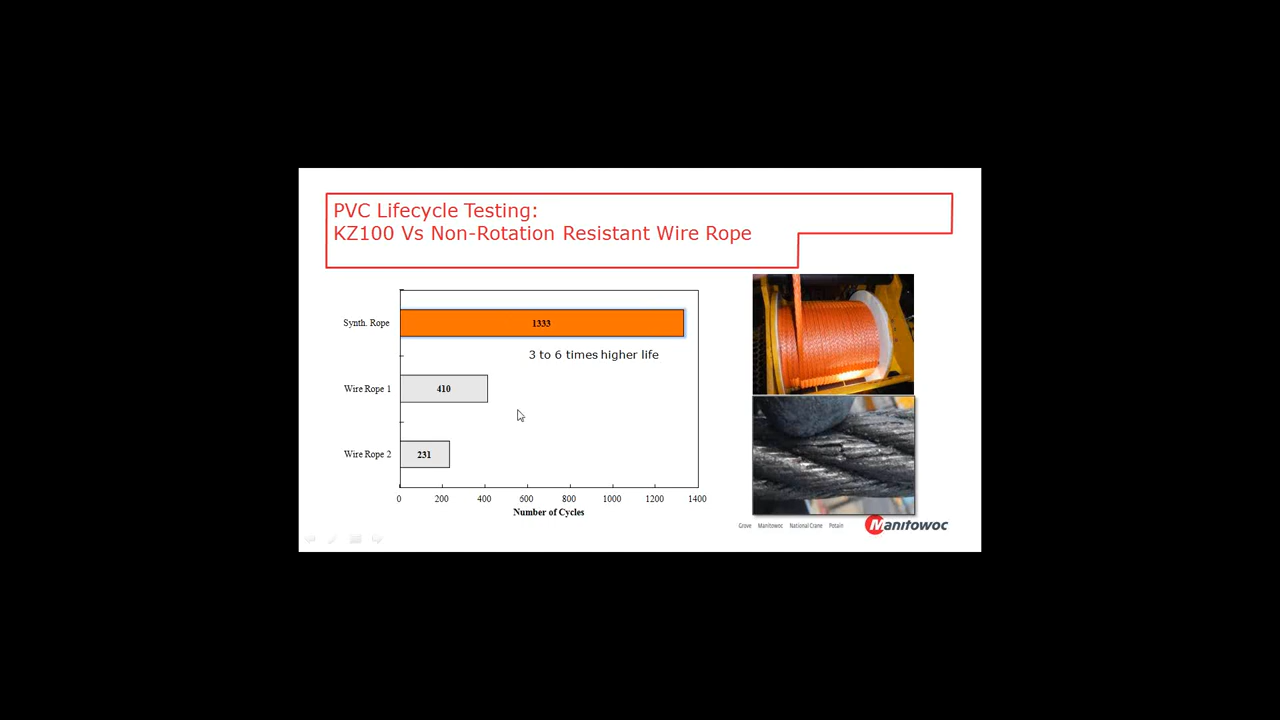 PVC Lifecycle Testing:
KZ100 Vs Non-Rotation Resistant Wire Rope
Synth. Rope
1333
3 to 6 times higher life
Wire Rope 1
410
Wire Rope 2
231
0 200 400 600 800 1000 1200 1400
Number of Cycles
Grove Manitowoc National Crane Potain
Manitowoc